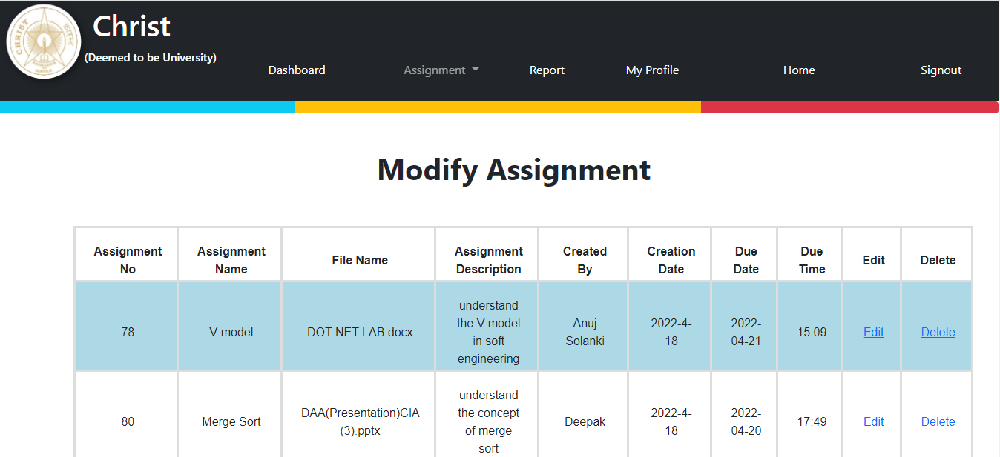 CHRIST
Christ
(Deemed to be University)
Dashboard
Assignment
Report
My Profile
Home
Signout
Modify Assignment
Assignment
No
Assignment
Name
File Name
Assignment
Description
Created
By
Creation
Date
Due
Date
Due
Time
Edit
Delete
78
V model
DOT NET LAB.docx
understand
the V model
in soft
engineering
Anuj
Solanki
2022-4-
18
2022-
04-21
15:09
Edit
Delete
80
Merge Sort
DAA(Presentation)CIA
(3).pptx
understand
the concept
of merge
sort
Deepak
2022-4-
18
2022-
04-20
17:49
Edit
Delete